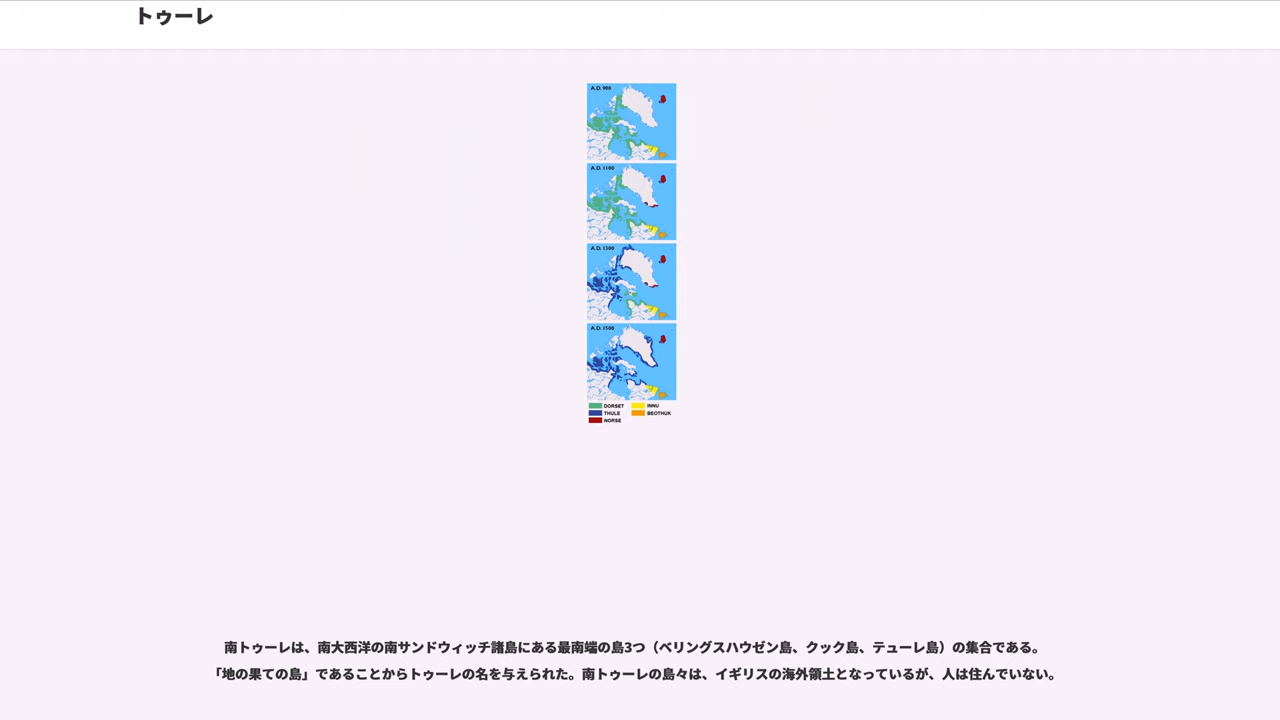 トゥーレ
A.D. 900
A.D. 1100
A.D. 1300
A.D. 1500
DORSET
INNU
THULE
BEOTHUK
NORSE
南トゥーレは、南大西洋の南サンドウィッチ諸島にある最南端の島3つ（ベリングスハウゼン島、クック島、テューレ島）の集合である。
「地の果ての島」であることからトゥーレの名を与えられた。南トゥーレの島々は、イギリスの海外領土となっているが、人は住んでいない。